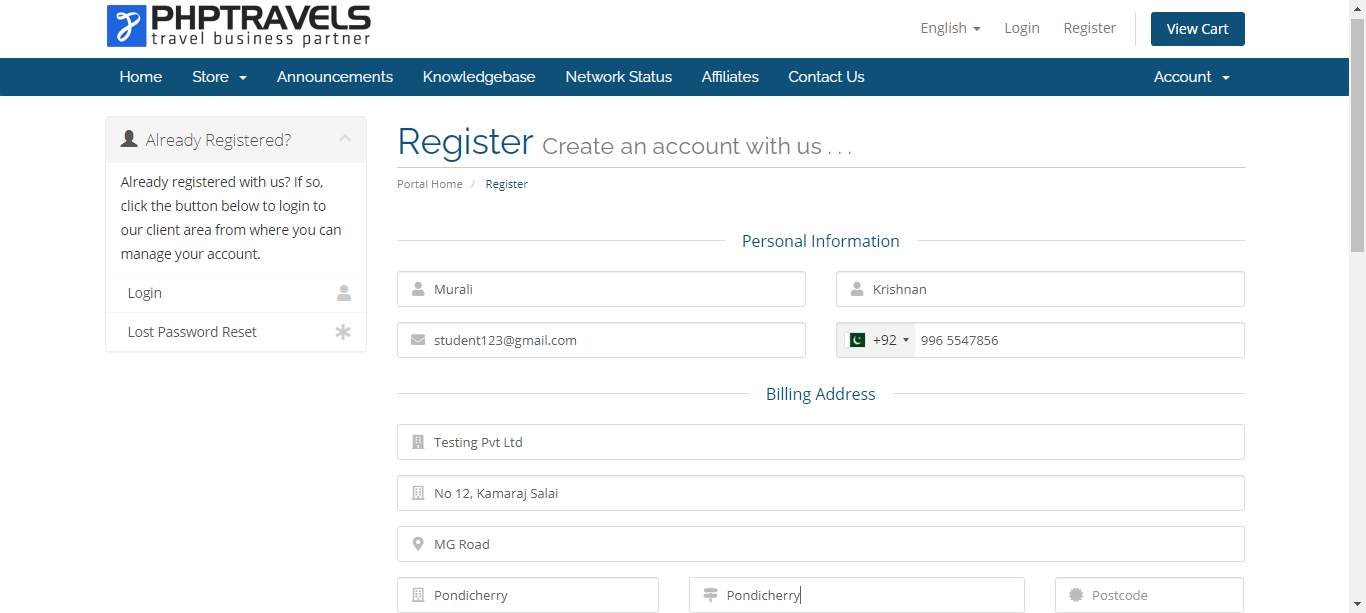 PHPTRAVELS
travel business partner
English Login Register View Cart
Home Store Announcements Knowledgebase Network Status Affiliates Contact Us Account
Already Registered?
Already registered with us? If so,
click the button below to login to
our client area from where you can
manage your account.
Login
Lost Password Reset
Register Create an account with us . . .
Portal Home / Register
Personal Information
Murali Krishnan
student123@gmail.com +92 996 5547856
Billing Address
Testing Pvt Ltd
No 12, Kamaraj Salai
MG Road
Pondicherry Pondicherry Postcode